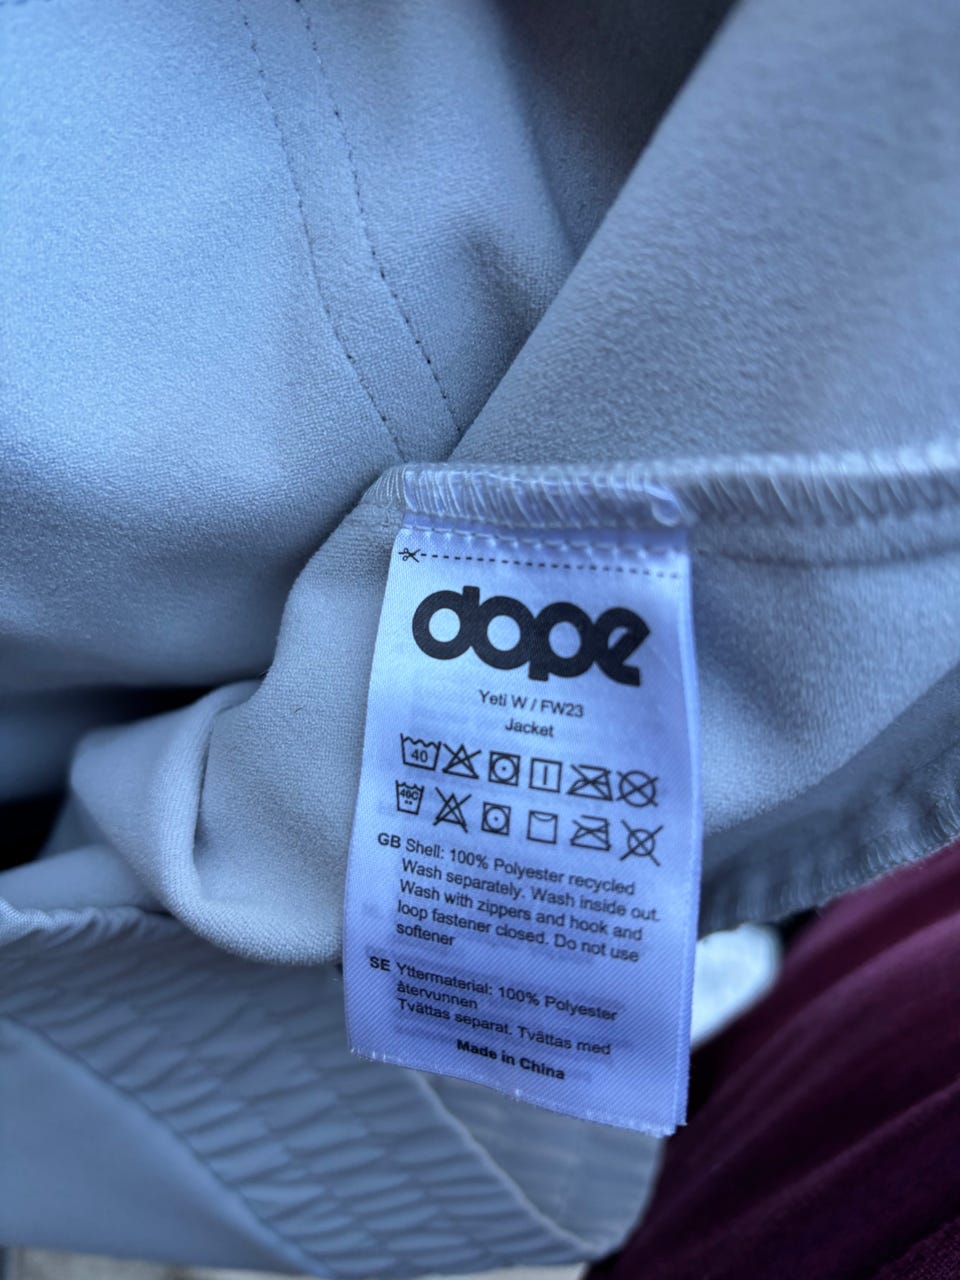 dope
Yeti W / FW23
Jacket
40
40C
GB Shell: 100% Polyester recycled
Wash separately. Wash inside out.
Wash with zippers and hook and
loop fastener closed. Do not use
softener
SE Yttermaterial: 100% Polyester
återvunnen
Tvättas separat. Tvättas med
Made in China